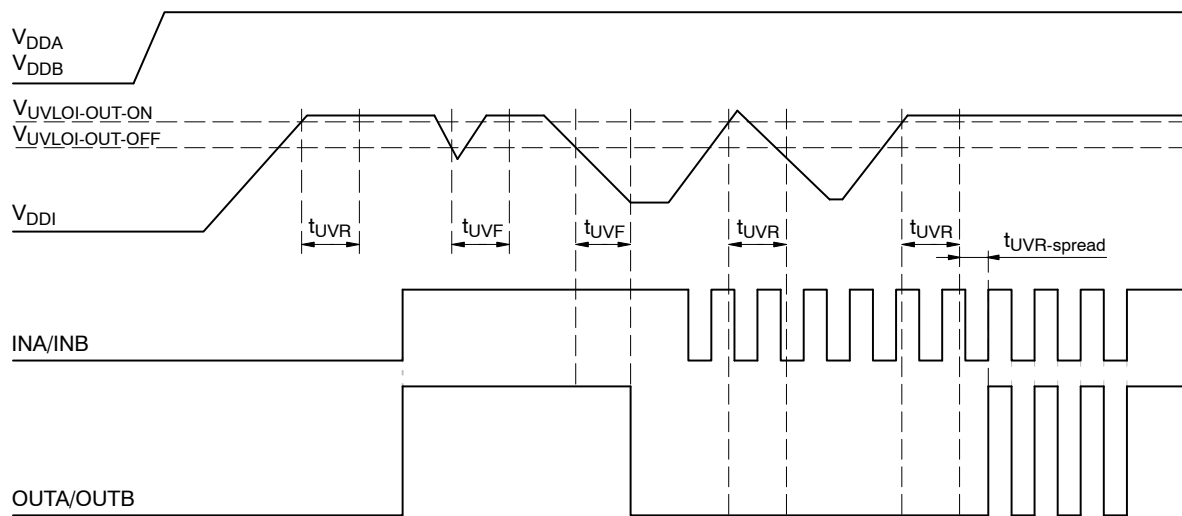 VDDA
VDDB
VUVLOI-OUT-ON
VUVLOI-OUT-OFF
VDDI
tUVR
tUVF
tUVF
tUVR
tUVR
tUVR-spread
INA/INB
OUTA/OUTB